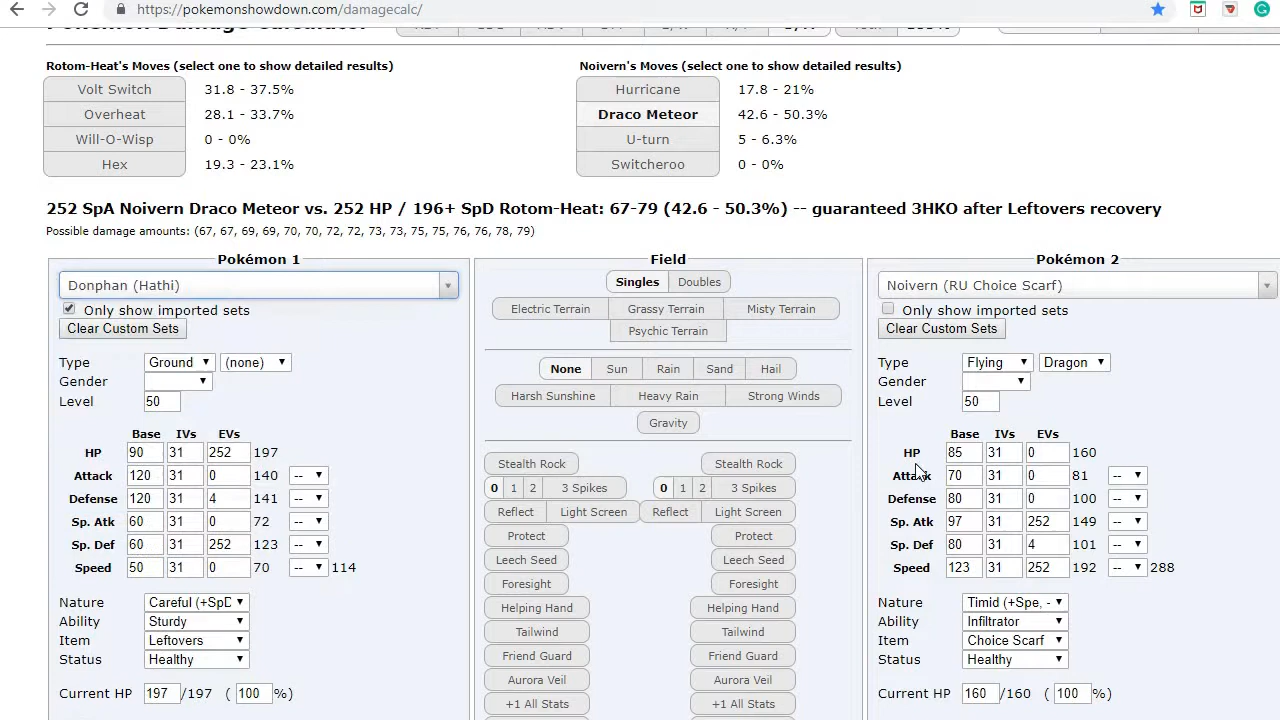 https://pokemonshowdown.com/damagecalc/
Rotom-Heat's Moves (select one to show detailed results)
Volt Switch 31.8 - 37.5%
Overheat 28.1 - 33.7%
Will-O-Wisp 0 - 0%
Hex 19.3 - 23.1%
Noivern's Moves (select one to show detailed results)
Hurricane 17.8 - 21%
Draco Meteor 42.6 - 50.3%
U-turn 5 - 6.3%
Switcheroo 0 - 0%
252 SpA Noivern Draco Meteor vs. 252 HP / 196+ SpD Rotom-Heat: 67-79 (42.6 - 50.3%) -- guaranteed 3HKO after Leftovers recovery
Possible damage amounts: (67, 67, 69, 69, 70, 70, 72, 72, 73, 73, 75, 75, 76, 76, 78, 79)
Pokémon 1
Donphan (Hathi)
Only show imported sets
Clear Custom Sets
Type Ground (none)
Gender
Level 50
Base IVs EVs
HP 90 31 252 197
Attack 120 31 0 140 --
Defense 120 31 4 141 --
Sp. Atk 60 31 0 72 --
Sp. Def 60 31 252 123 --
Speed 50 31 0 70 -- 114
Nature Careful (+SpD
Ability Sturdy
Item Leftovers
Status Healthy
Current HP 197 /197 ( 100 %)
Field
Singles Doubles
Electric Terrain Grassy Terrain Misty Terrain
Psychic Terrain
None Sun Rain Sand Hail
Harsh Sunshine Heavy Rain Strong Winds
Gravity
Stealth Rock Stealth Rock
0 1 2 3 Spikes 0 1 2 3 Spikes
Reflect Light Screen Reflect Light Screen
Protect Protect
Leech Seed Leech Seed
Foresight Foresight
Helping Hand Helping Hand
Tailwind Tailwind
Friend Guard Friend Guard
Aurora Veil Aurora Veil
+1 All Stats +1 All Stats
Pokémon 2
Noivern (RU Choice Scarf)
Only show imported sets
Clear Custom Sets
Type Flying Dragon
Gender
Level 50
Base IVs EVs
HP 85 31 0 160
Attack 70 31 0 81 --
Defense 80 31 0 100 --
Sp. Atk 97 31 252 149 --
Sp. Def 80 31 4 101 --
Speed 123 31 252 192 -- 288
Nature Timid (+Spe, -
Ability Infiltrator
Item Choice Scarf
Status Healthy
Current HP 160 /160 ( 100 %)